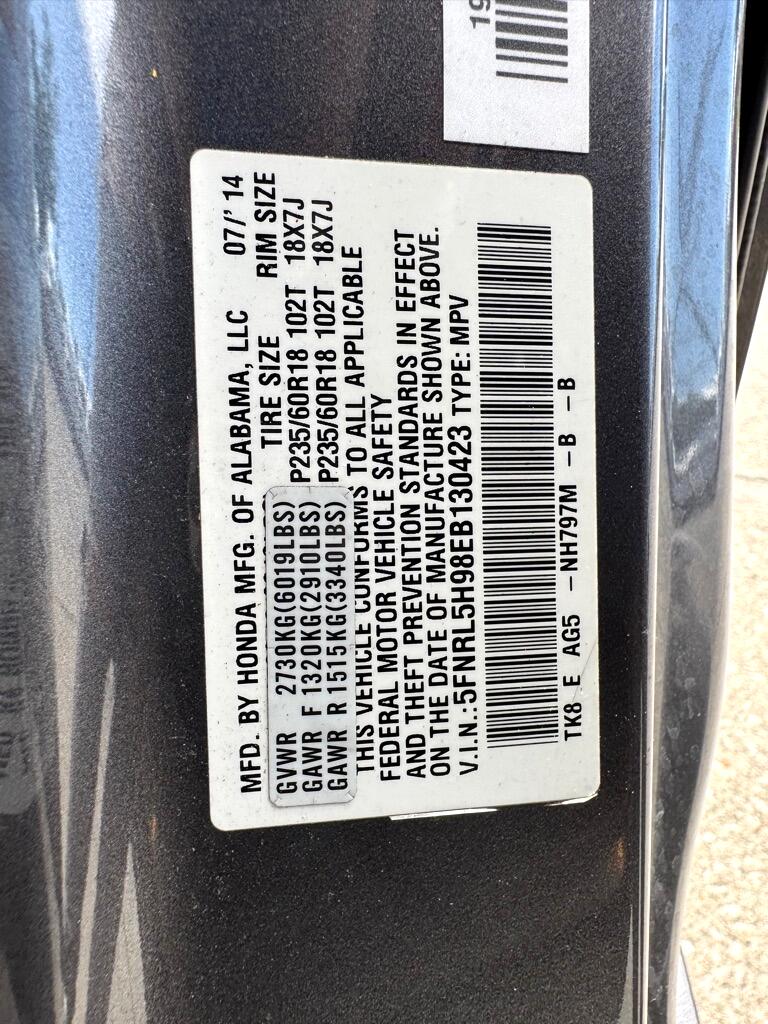 19
MFD. BY HONDA MFG. OF ALABAMA, LLC 07/' 14
TIRE SIZE RIM SIZE
GVWR 2730KG(6019LBS)
GAWR F 1320KG(2910LBS) P235/60R18 102T 18X7J
GAWR R 1515KG(3340LBS) P235/60R18 102T 18X7J
THIS VEHICLE CONFORMS TO ALL APPLICABLE
FEDERAL MOTOR VEHICLE SAFETY
AND THEFT PREVENTION STANDARDS IN EFFECT
ON THE DATE OF MANUFACTURE SHOWN ABOVE.
V.I.N.:5FNRL5H98EB130423 TYPE: MPV
TK8 E AG5 -NH797M -B -B